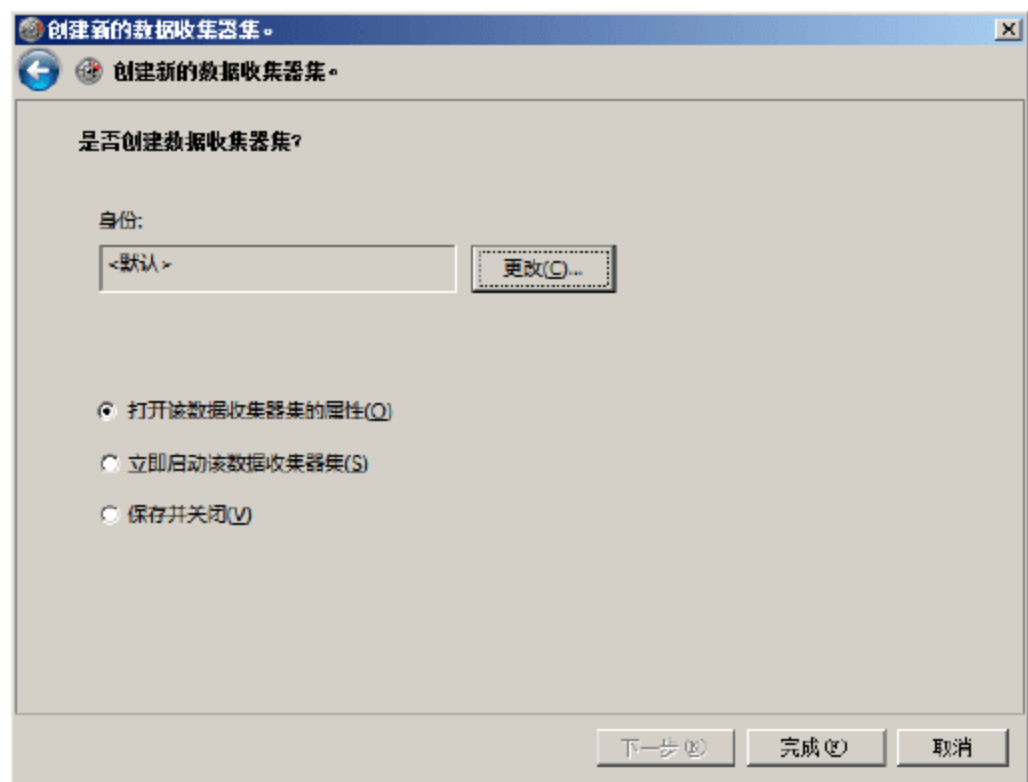 创建新的数据收集器集。
创建新的数据收集器集。
是否创建数据收集器集?
身份:
<默认>
更改(C)...
打开该数据收集器集的属性(O)
立即启动该数据收集器集(S)
保存并关闭(V)
下一步(N)
完成(F)
取消